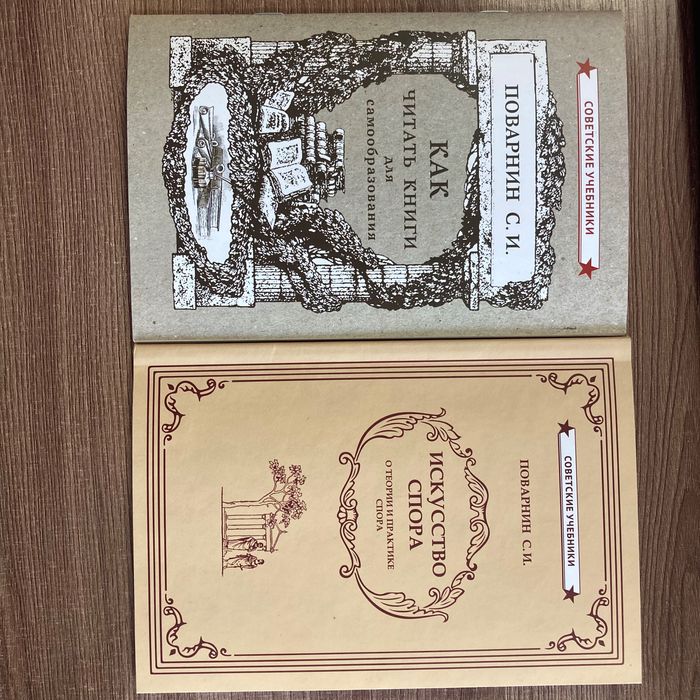 СОВЕТСКИЕ УЧЕБНИКИ
ПОВАРНИН С. И.
КАК
ЧИТАТЬ КНИГИ
для
самообразования
СОВЕТСКИЕ УЧЕБНИКИ
ПОВАРНИН С.И.
ИСКУССТВО
СПОРА
О ТЕОРИИ И ПРАКТИКЕ
СПОРА